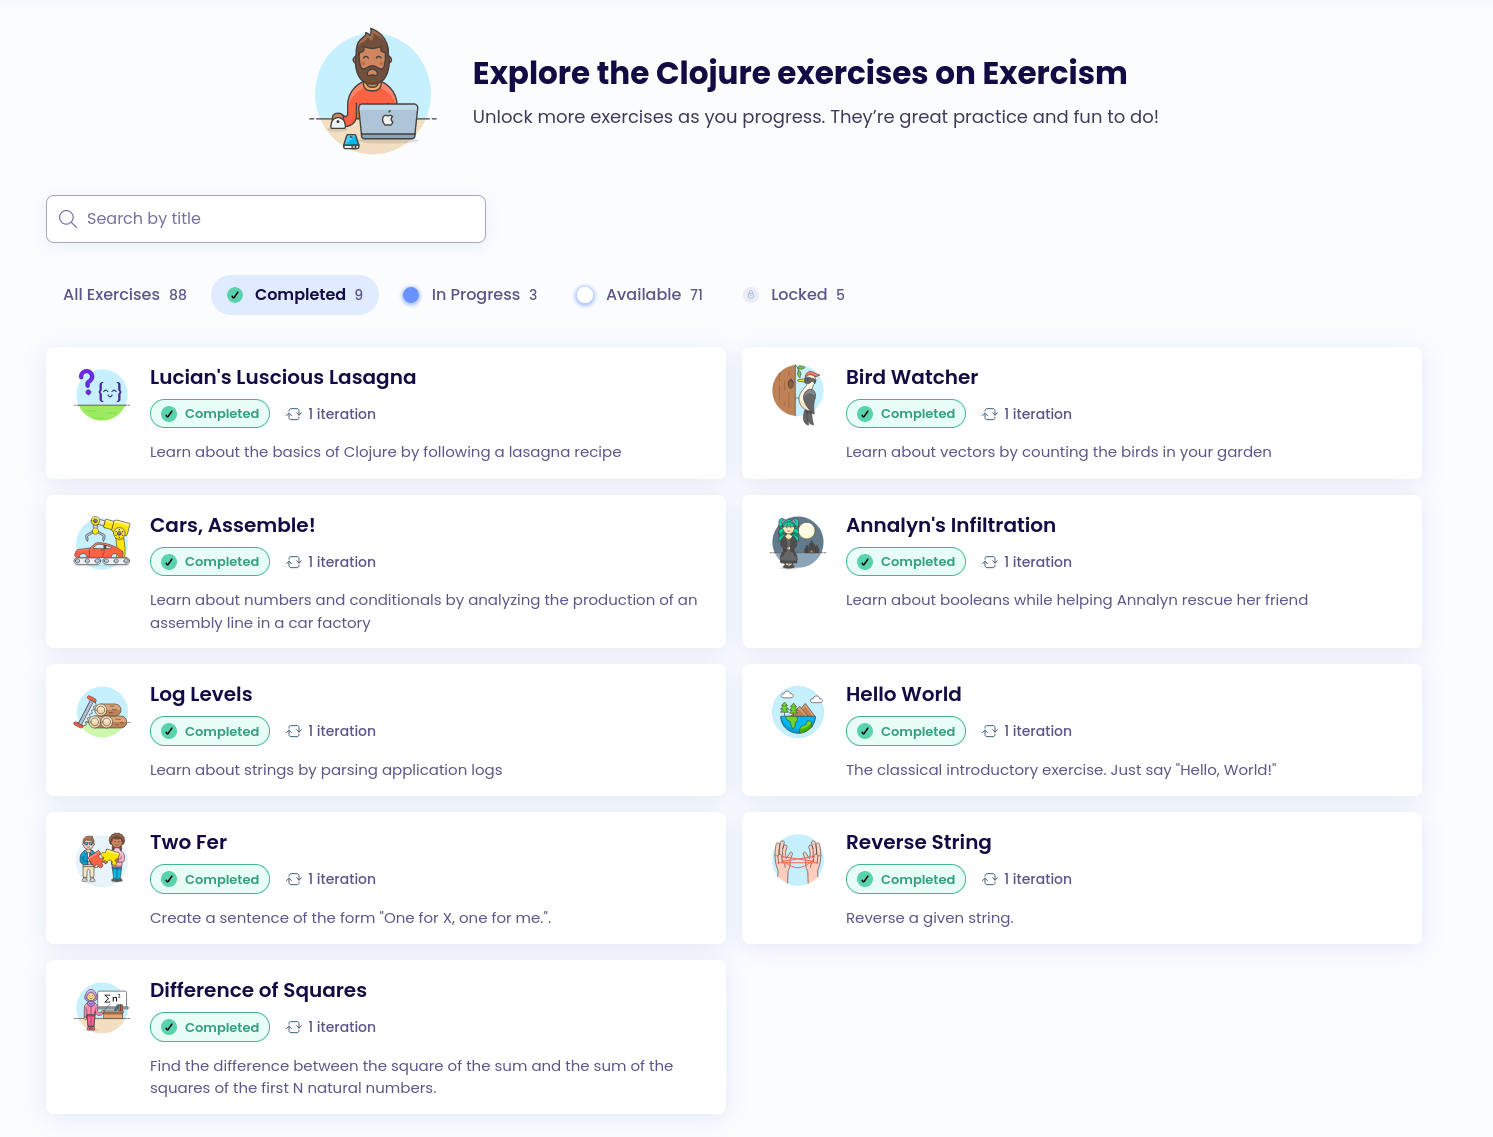 Explore the Clojure exercises on Exercism
Unlock more exercises as you progress. They’re great practice and fun to do!
Search by title
All Exercises 88 Completed 9 In Progress 3 Available 71 Locked 5
Lucian's Luscious Lasagna
Completed 1 iteration
Learn about the basics of Clojure by following a lasagna recipe
Bird Watcher
Completed 1 iteration
Learn about vectors by counting the birds in your garden
Cars, Assemble!
Completed 1 iteration
Learn about numbers and conditionals by analyzing the production of an
assembly line in a car factory
Annalyn's Infiltration
Completed 1 iteration
Learn about booleans while helping Annalyn rescue her friend
Log Levels
Completed 1 iteration
Learn about strings by parsing application logs
Hello World
Completed 1 iteration
The classical introductory exercise. Just say "Hello, World!"
Two Fer
Completed 1 iteration
Create a sentence of the form "One for X, one for me.".
Reverse String
Completed 1 iteration
Reverse a given string.
∑n²
Difference of Squares
Completed 1 iteration
Find the difference between the square of the sum and the sum of the
squares of the first N natural numbers.